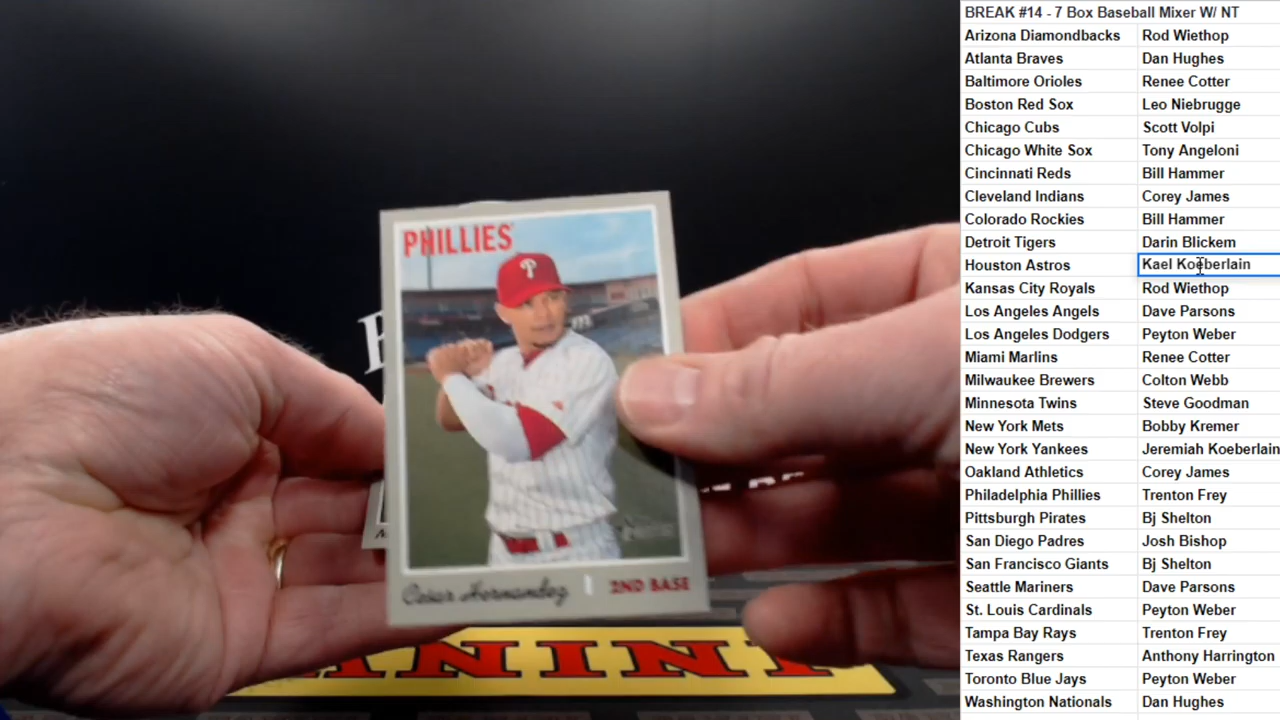 PHILLIES
Cesar Hernandez
2ND BASE
BREAK #14 - 7 Box Baseball Mixer W/ NT
Arizona Diamondbacks Rod Wiethop
Atlanta Braves Dan Hughes
Baltimore Orioles Renee Cotter
Boston Red Sox Leo Niebrugge
Chicago Cubs Scott Volpi
Chicago White Sox Tony Angeloni
Cincinnati Reds Bill Hammer
Cleveland Indians Corey James
Colorado Rockies Bill Hammer
Detroit Tigers Darin Blickem
Houston Astros Kael Koeberlain
Kansas City Royals Rod Wiethop
Los Angeles Angels Dave Parsons
Los Angeles Dodgers Peyton Weber
Miami Marlins Renee Cotter
Milwaukee Brewers Colton Webb
Minnesota Twins Steve Goodman
New York Mets Bobby Kremer
New York Yankees Jeremiah Koeberlain
Oakland Athletics Corey James
Philadelphia Phillies Trenton Frey
Pittsburgh Pirates Bj Shelton
San Diego Padres Josh Bishop
San Francisco Giants Bj Shelton
Seattle Mariners Dave Parsons
St. Louis Cardinals Peyton Weber
Tampa Bay Rays Trenton Frey
Texas Rangers Anthony Harrington
Toronto Blue Jays Peyton Weber
Washington Nationals Dan Hughes